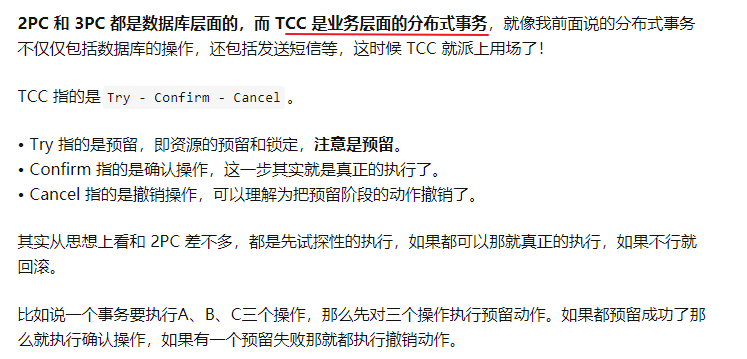 2PC 和 3PC 都是数据库层面的，而 TCC 是业务层面的分布式事务，就像我前面说的分布式事务
不仅仅包括数据库的操作，还包括发送短信等，这时候 TCC 就派上用场了！
TCC 指的是 Try - Confirm - Cancel 。
• Try 指的是预留，即资源的预留和锁定，注意是预留。
• Confirm 指的是确认操作，这一步其实就是真正的执行了。
• Cancel 指的是撤销操作，可以理解为把预留阶段的动作撤销了。
其实从思想上看和 2PC 差不多，都是先试探性的执行，如果都可以那就真正的执行，如果不行就
回滚。
比如说一个事务要执行A、B、C三个操作，那么先对三个操作执行预留动作。如果都预留成功了那
么就执行确认操作，如果有一个预留失败那就都执行撤销动作。